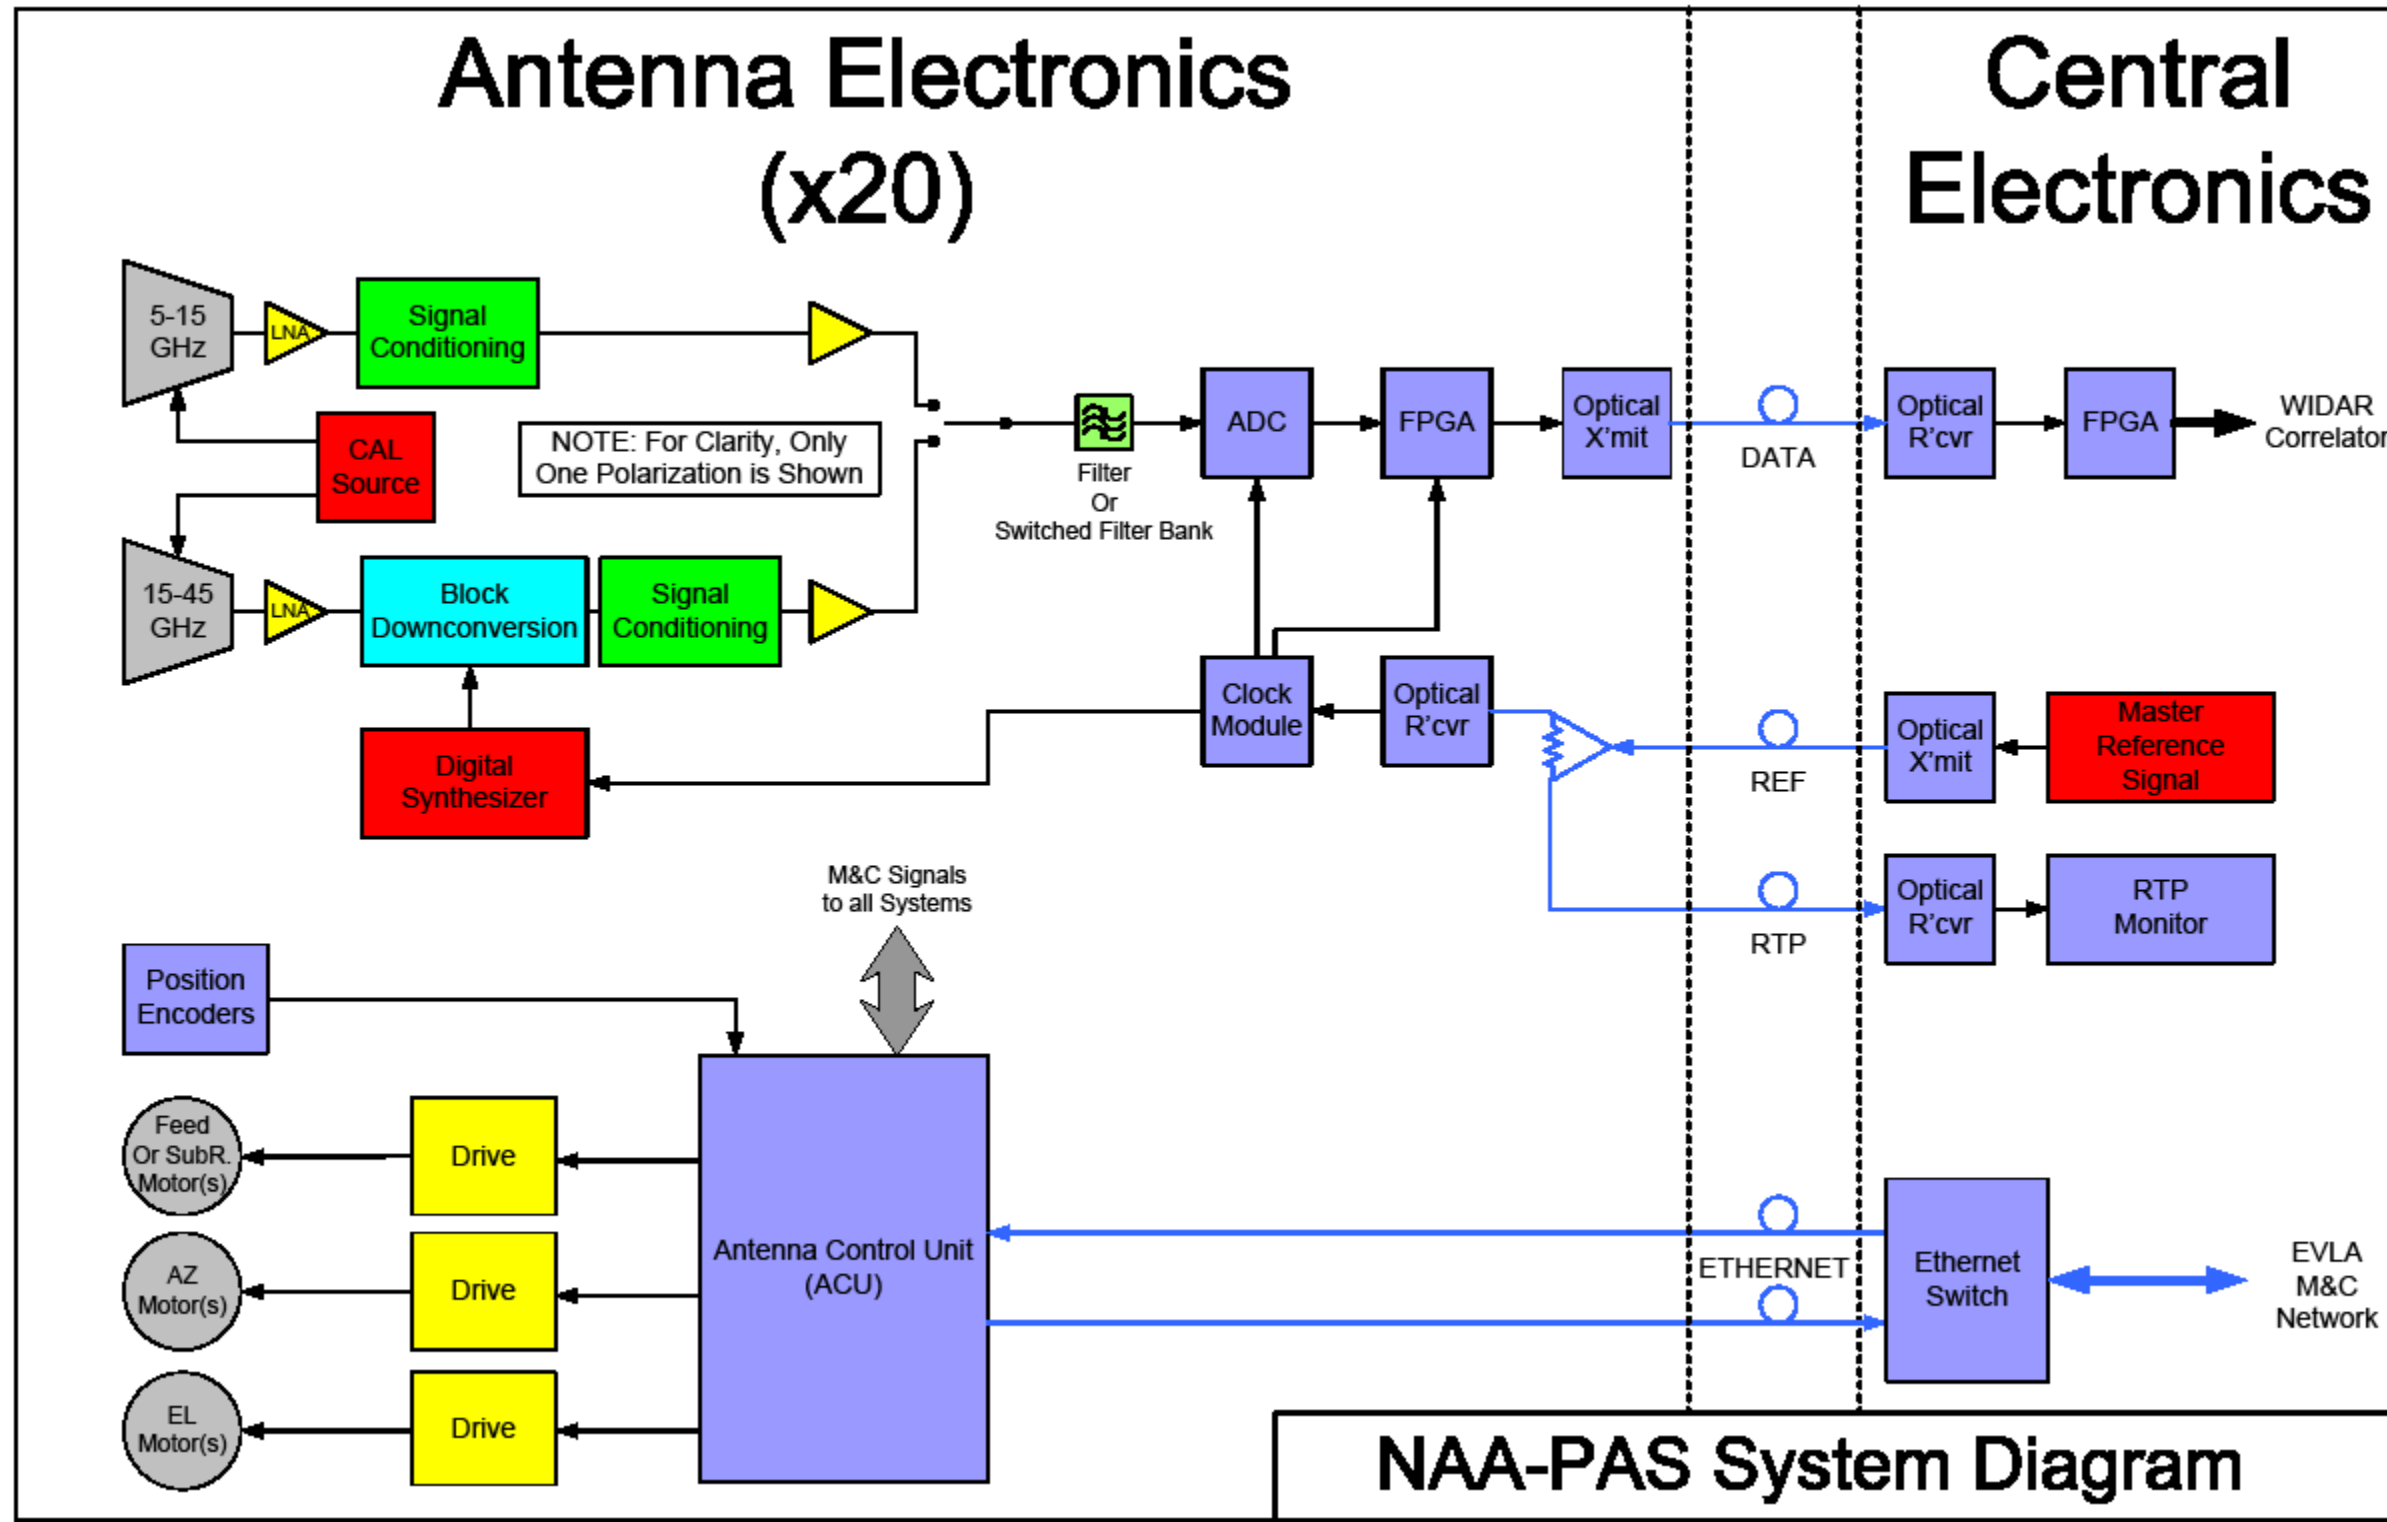 Antenna Electronics
(x20)
Central
Electronics
5-15
GHz
LNA
Signal
Conditioning
CAL
Source
NOTE: For Clarity, Only
One Polarization is Shown
15-45
GHz
LNA
Block
Downconversion
Signal
Conditioning
Digital
Synthesizer
Filter
Or
Switched Filter Bank
ADC
FPGA
Optical
X'mit
DATA
Optical
R'cvr
FPGA
WIDAR
Correlator
Clock
Module
Optical
R'cvr
REF
Optical
X'mit
Master
Reference
Signal
RTP
Optical
R'cvr
RTP
Monitor
M&C Signals
to all Systems
Position
Encoders
Feed
Or SubR.
Motor(s)
Drive
AZ
Motor(s)
Drive
EL
Motor(s)
Drive
Antenna Control Unit
(ACU)
ETHERNET
Ethernet
Switch
EVLA
M&C
Network
NAA-PAS System Diagram